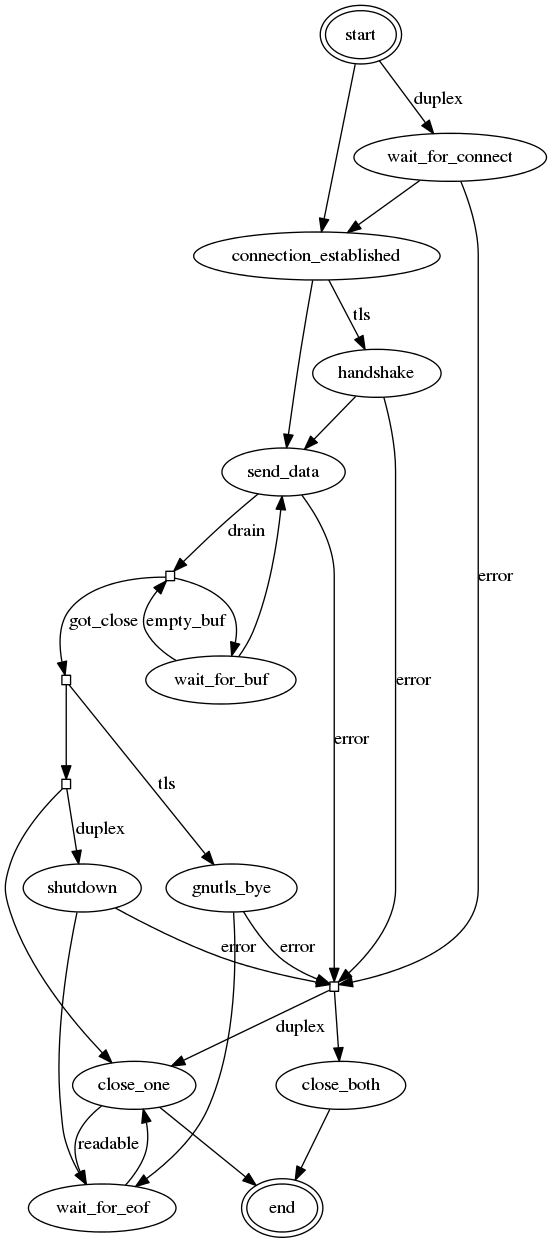 start
duplex
wait_for_connect
connection_established
tls
handshake
send_data
drain
error
got_close
empty_buf
wait_for_buf
error
error
tls
duplex
shutdown
gnutls_bye
error
error
duplex
close_one
close_both
readable
wait_for_eof
end